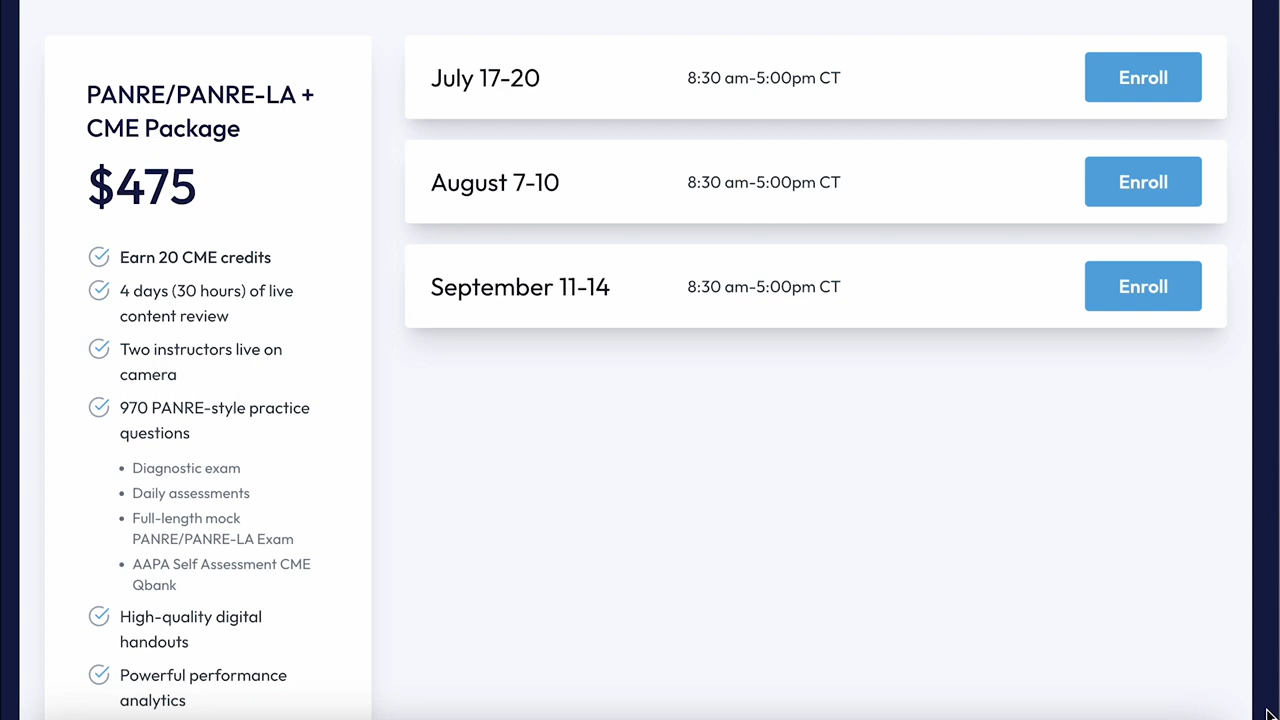 PANRE/PANRE-LA +
CME Package
$475
Earn 20 CME credits
4 days (30 hours) of live
content review
Two instructors live on
camera
970 PANRE-style practice
questions
• Diagnostic exam
• Daily assessments
• Full-length mock
PANRE/PANRE-LA Exam
• AAPA Self Assessment CME
Qbank
High-quality digital
handouts
Powerful performance
analytics
July 17-20 8:30 am-5:00pm CT Enroll
August 7-10 8:30 am-5:00pm CT Enroll
September 11-14 8:30 am-5:00pm CT Enroll